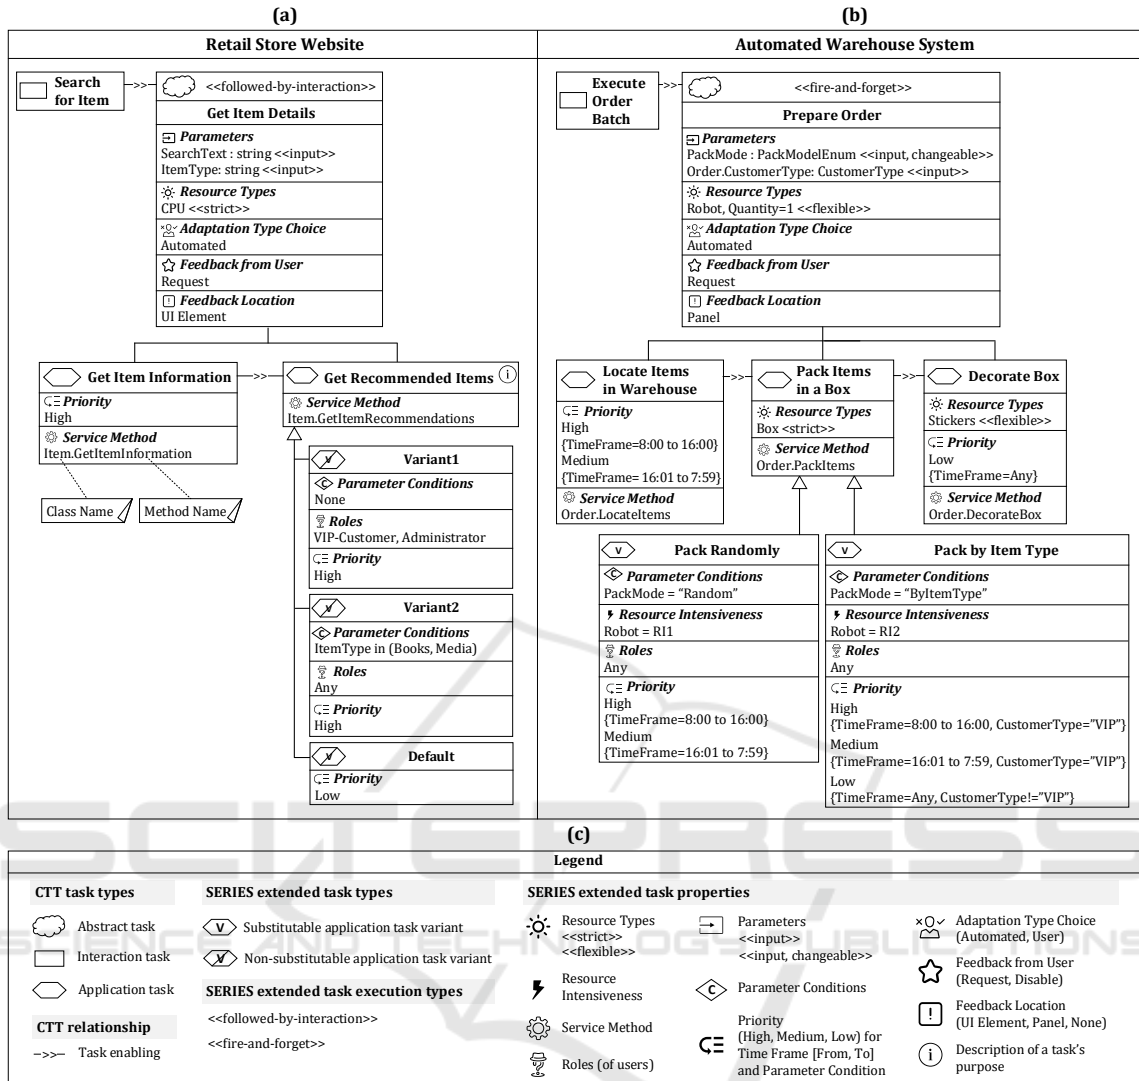 (a)
(b)
Retail Store Website
Automated Warehouse System
Search
for Item
->>-
<<followed-by-interaction>>
Get Item Details
Parameters
SearchText : string <<input>>
ItemType: string <<input>>
Resource Types
CPU <<strict>>
Adaptation Type Choice
Automated
Feedback from User
Request
Feedback Location
UI Element
Get Item Information
Priority
High
Service Method
Item.GetItemInformation
Class Name
Method Name
->>-
Get Recommended Items
i
Service Method
Item.GetItemRecommendations
V
Variant1
C
Parameter Conditions
None
Roles
VIP-Customer, Administrator
Priority
High
V
Variant2
C
Parameter Conditions
ItemType in (Books, Media)
Roles
Any
Priority
High
V
Default
Priority
Low
Execute
Order
Batch
->>-
<<fire-and-forget>>
Prepare Order
Parameters
PackMode : PackModelEnum <<input, changeable>>
Order.CustomerType: CustomerType <<input>>
Resource Types
Robot, Quantity=1 <<flexible>>
Adaptation Type Choice
Automated
Feedback from User
Request
Feedback Location
Panel
Locate Items
in Warehouse
Priority
High
{TimeFrame=8:00 to 16:00}
Medium
{TimeFrame= 16:01 to 7:59}
Service Method
Order.LocateItems
->>-
Pack Items
in a Box
Resource Types
Box <strict>>
Service Method
Order.PackItems
->>-
Decorate Box
Resource Types
Stickers <<flexible>>
Priority
Low
{TimeFrame=Any}
Service Method
Order.DecorateBox
V
Pack Randomly
C
Parameter Conditions
PackMode = “Random”
Resource Intensiveness
Robot = RI1
Roles
Any
Priority
High
{TimeFrame=8:00 to 16:00}
Medium
{TimeFrame=16:01 to 7:59}
V
Pack by Item Type
C
Parameter Conditions
PackMode = “ByItemType”
Resource Intensiveness
Robot = RI2
Roles
Any
Priority
High
{TimeFrame=8:00 to 16:00, CustomerType=”VIP”}
Medium
{TimeFrame=16:01 to 7:59, CustomerType=”VIP”}
Low
{TimeFrame=Any, CustomerType!=”VIP”}
(c)
Legend
CTT task types
Abstract task
Interaction task
Application task
CTT relationship
->>- Task enabling
SERIES extended task types
V Substitutable application task variant
V Non-substitutable application task variant
SERIES extended task execution types
<<followed-by-interaction>>
<<fire-and-forget>>
SERIES extended task properties
Resource Types
<<strict>>
<<flexible>>
Resource
Intensiveness
Service Method
Roles (of users)
Parameters
<<input>>
<<input, changeable>>
C Parameter Conditions
Priority
(High, Medium, Low) for
Time Frame [From, To]
and Parameter Condition
Adaptation Type Choice
(Automated, User)
Feedback from User
(Request, Disable)
Feedback Location
(UI Element, Panel, None)
i Description of a task's
purpose
SCITEPRESS
SCIENCE AND TECHNOLOGY PUBLICATIONS